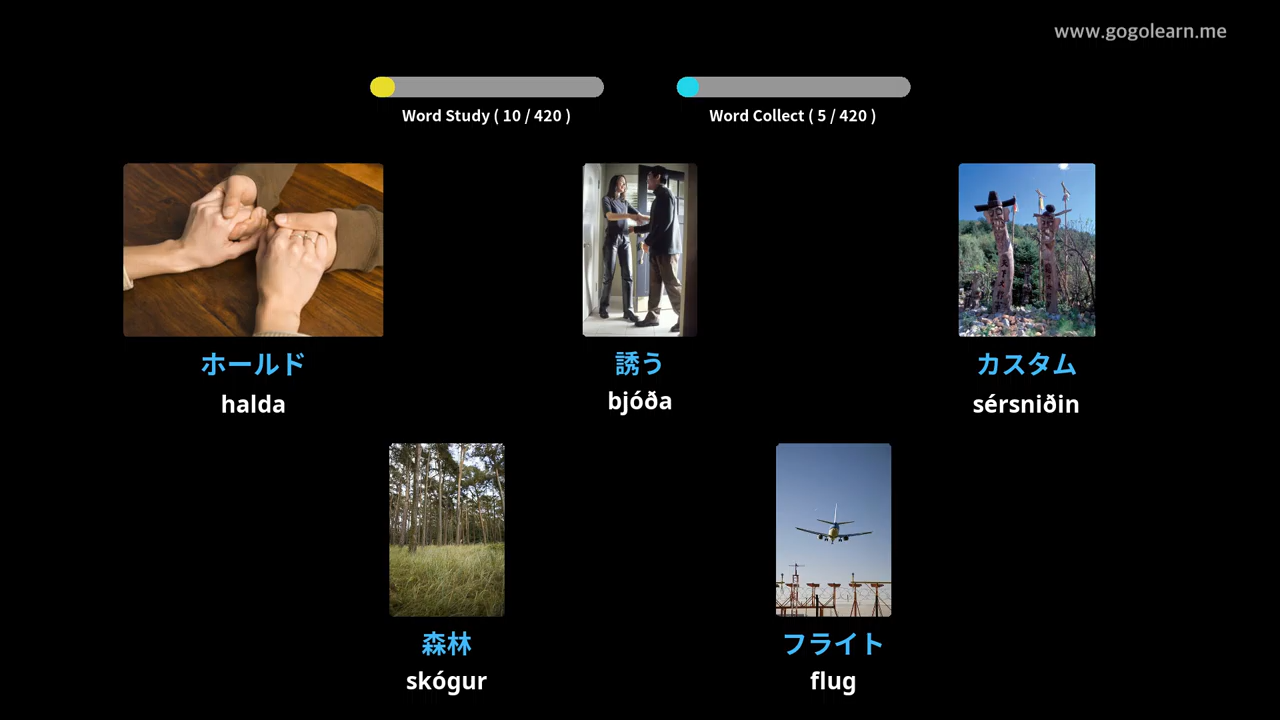 www.gogolearn.me
Word Study ( 10 / 420 )
Word Collect ( 5 / 420 )
ホールド
halda
誘う
bjóða
カスタム
sérsniðin
森林
skógur
フライト
flug